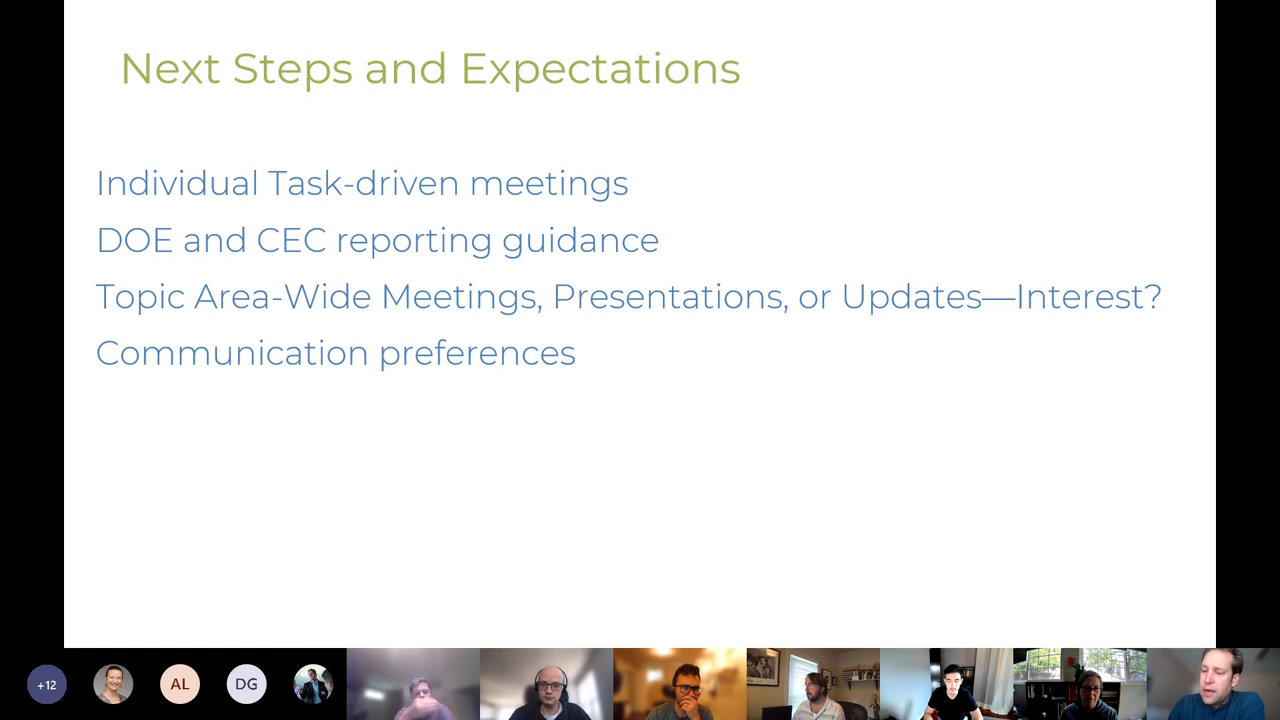 Next Steps and Expectations
Individual Task-driven meetings
DOE and CEC reporting guidance
Topic Area-Wide Meetings, Presentations, or Updates—Interest?
Communication preferences
+12
AL
DG